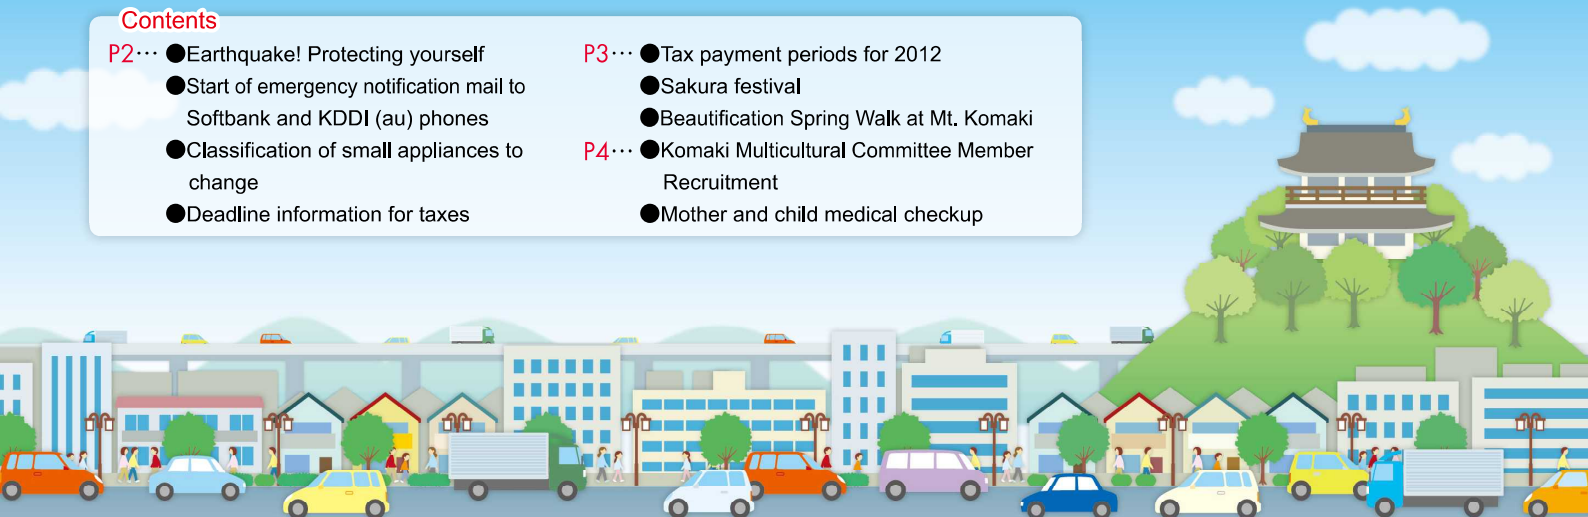 Contents
P2… ●Earthquake! Protecting yourself
●Start of emergency notification mail to
Softbank and KDDI (au) phones
●Classification of small appliances to
change
●Deadline information for taxes
P3… ●Tax payment periods for 2012
●Sakura festival
●Beautification Spring Walk at Mt. Komaki
P4… ●Komaki Multicultural Committee Member
Recruitment
●Mother and child medical checkup